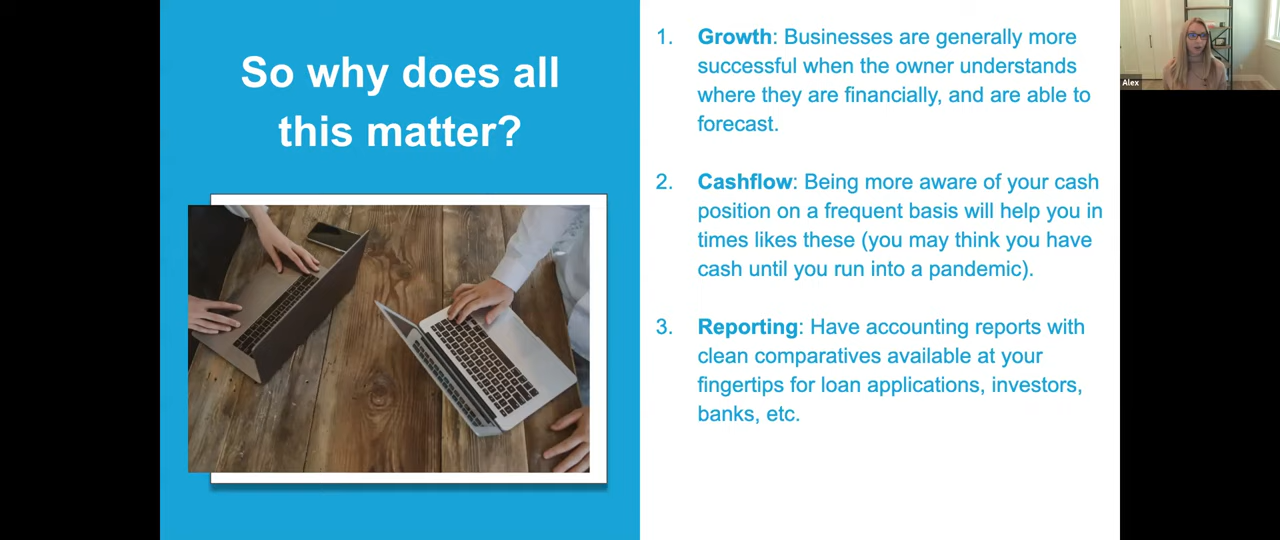 So why does all
this matter?
1. Growth: Businesses are generally more
successful when the owner understands
where they are financially, and are able to
forecast.
2. Cashflow: Being more aware of your cash
position on a frequent basis will help you in
times likes these (you may think you have
cash until you run into a pandemic).
3. Reporting: Have accounting reports with
clean comparatives available at your
fingertips for loan applications, investors,
banks, etc.
Alex